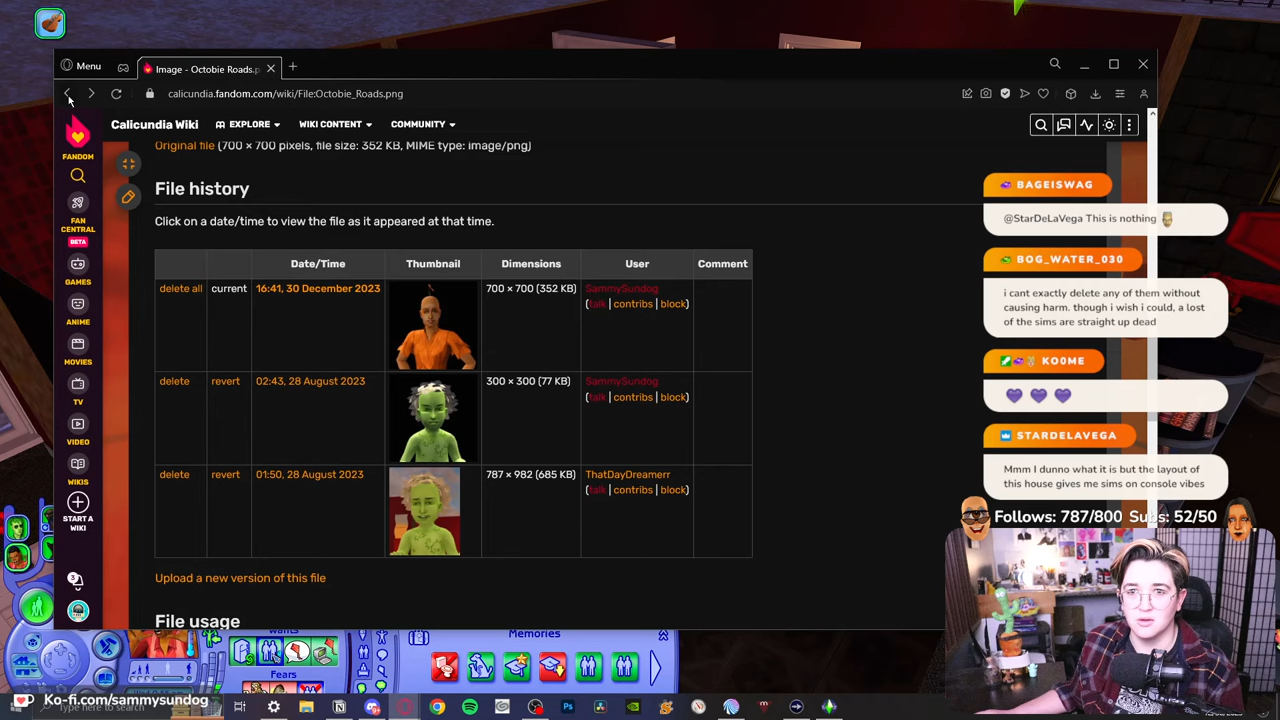 Menu
Image - Octobie Roads.p
calicundia.fandom.com/wiki/File:Octobie_Roads.png
FANDOM
FAN
CENTRAL
BETA
GAMES
ANIME
MOVIES
TV
VIDEO
WIKIS
START A
WIKI
3
Calicundia Wiki
EXPLORE
WIKI CONTENT
COMMUNITY
Original file (700 × 700 pixels, file size: 352 KB, MIME type: image/png)
File history
Click on a date/time to view the file as it appeared at that time.
Date/Time Thumbnail Dimensions User Comment
delete all current 16:41, 30 December 2023 700 × 700 (352 KB) SammySundog
(talk | contribs | block)
delete revert 02:43, 28 August 2023 300 × 300 (77 KB) SammySundog
(talk | contribs | block)
delete revert 01:50, 28 August 2023 787 × 982 (685 KB) ThatDayDreamerr
(talk | contribs | block)
Upload a new version of this file
File usage
BAGEISWAG
@StarDeLaVega This is nothing
BOG_WATER_030
i cant exactly delete any of them without
causing harm. though i wish i could, a lost
of the sims are straight up dead
KO0ME
STARDELAVEGA
Mmm I dunno what it is but the layout of
this house gives me sims on console vibes
Follows: 787/800 Subs: 52/50
Wants
Fears
Memories
Ko-fi.com/sammysundog
Type here to search